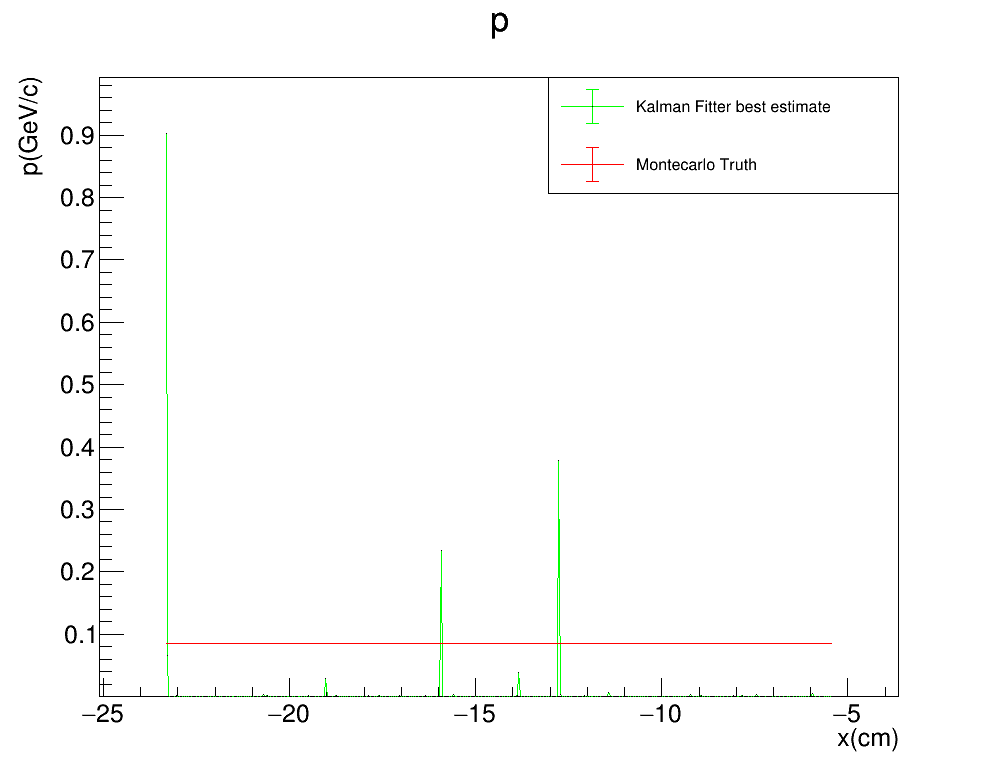 p
p(GeV/c)
Kalman Fitter best estimate
Montecarlo Truth
0.9
0.8
0.7
0.6
0.5
0.4
0.3
0.2
0.1
−25 −20 −15 −10 −5
x(cm)